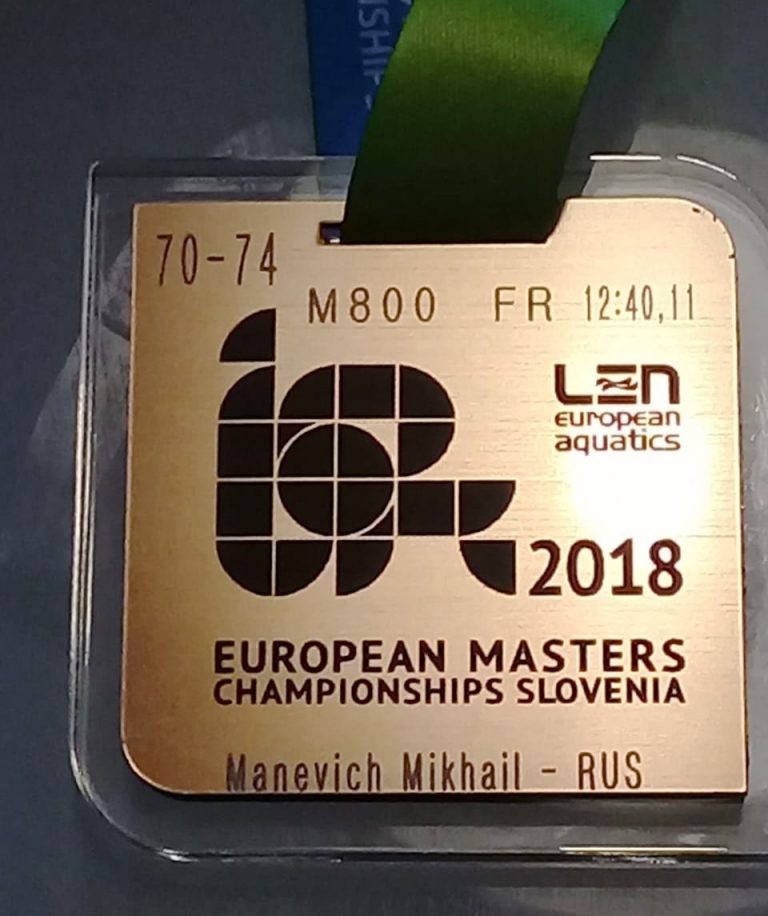 70-74
M800 FR 12:40,11
LEN
european
aquatics
2018
EUROPEAN MASTERS
CHAMPIONSHIPS SLOVENIA
Manevich Mikhail - RUS